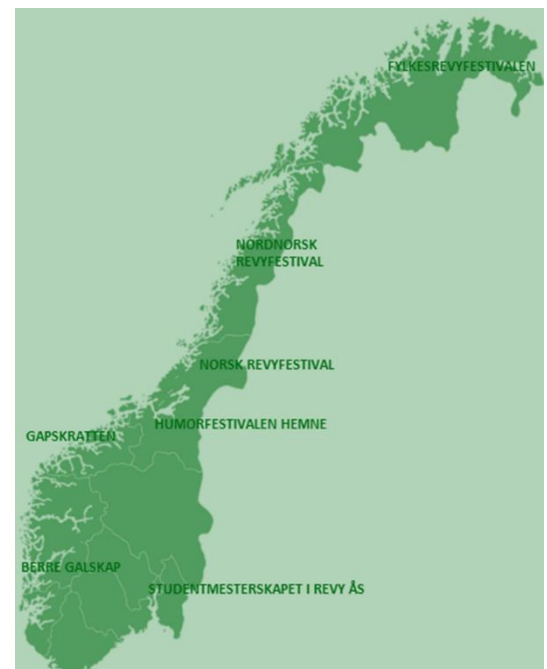 FYLKESREVYFESTIVALEN
NORDNORSK
REVYFESTIVAL
NORSK REVYFESTIVAL
HUMORFESTIVALEN HEMNE
GAPSKRATTEN
BERRE GALSKAP
STUDENTMESTERSKAPET I REVY ÅS